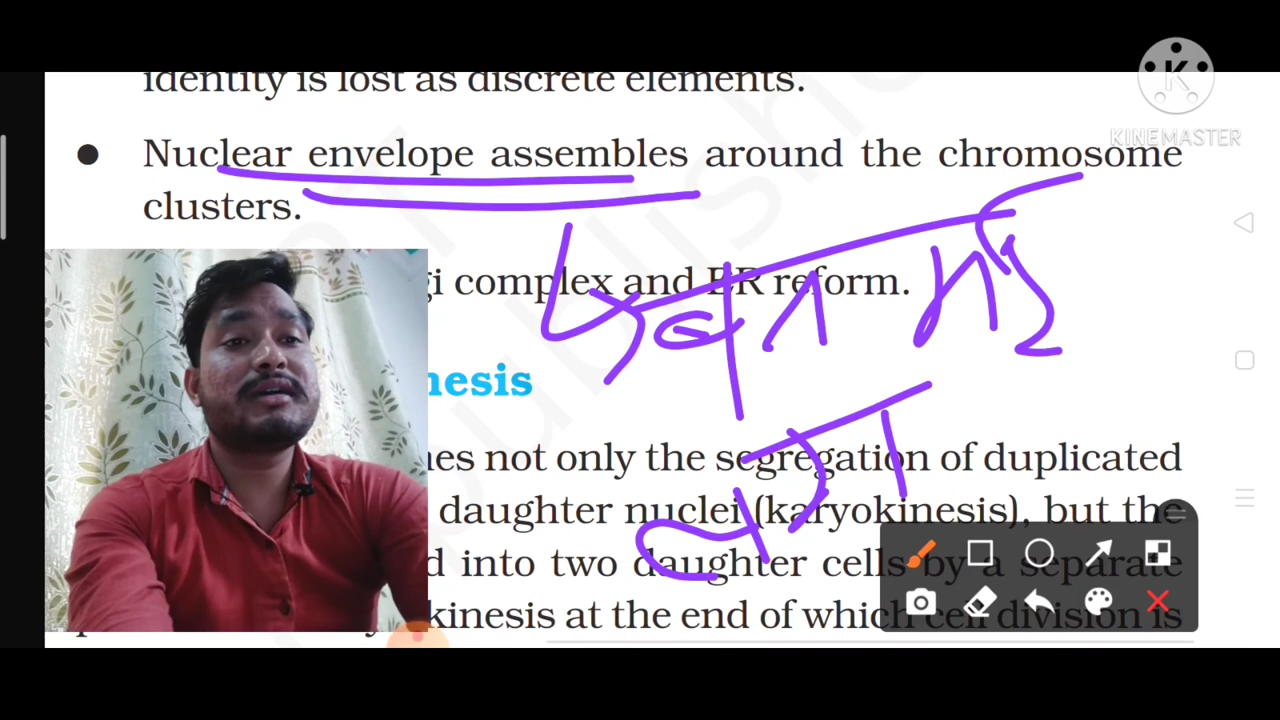 identity is lost as discrete elements.
K
KINEMASTER
● Nuclear envelope assembles around the chromosome
clusters.
gi complex and ER reform.
nesis
nes not only the segregation of duplicated
daughter nuclei (karyokinesis), but the
d into two daughter cells by a separate
kinesis at the end of which cell division is